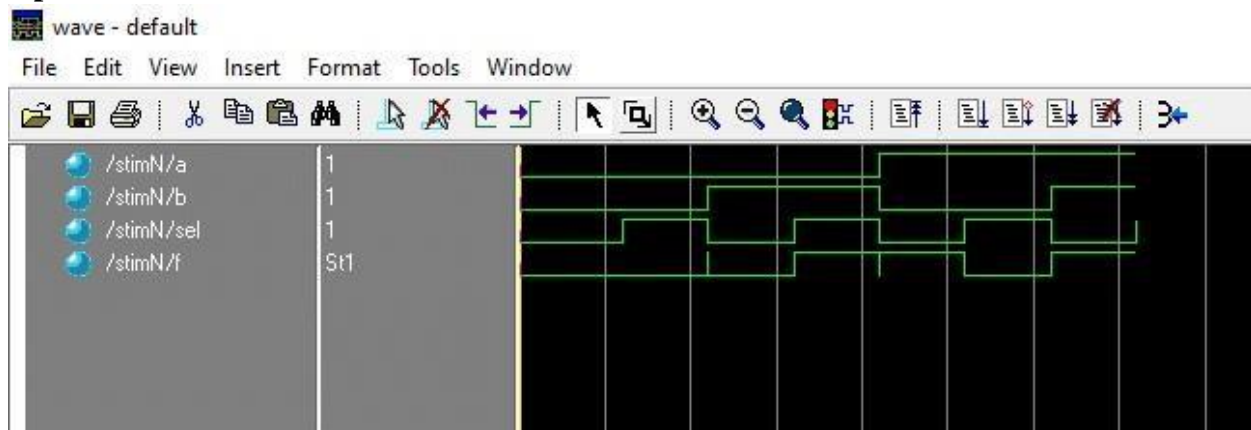 wave - default
File Edit View Insert Format Tools Window
/stimN/a 1
/stimN/b 1
/stimN/sel 1
/stimN/f St1